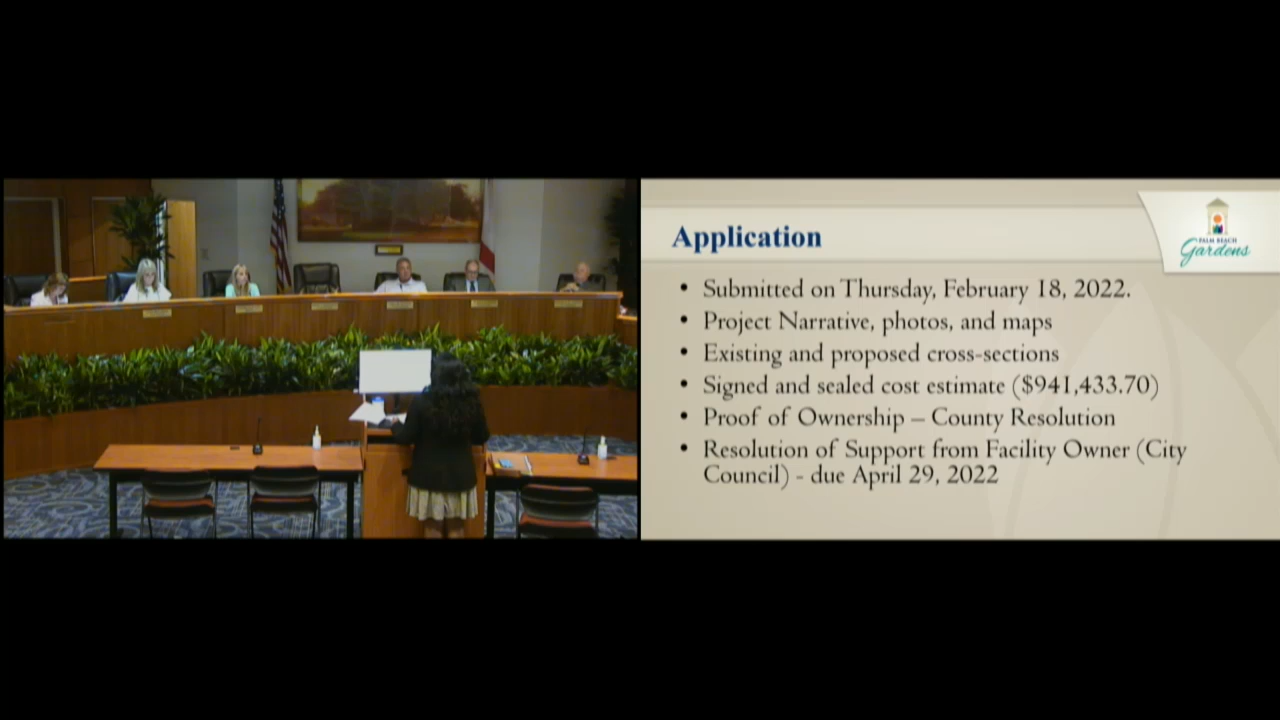 Application
PALM BEACH
Gardens
• Submitted on Thursday, February 18, 2022.
• Project Narrative, photos, and maps
• Existing and proposed cross-sections
• Signed and sealed cost estimate ($941,433.70)
• Proof of Ownership – County Resolution
• Resolution of Support from Facility Owner (City
Council) - due April 29, 2022